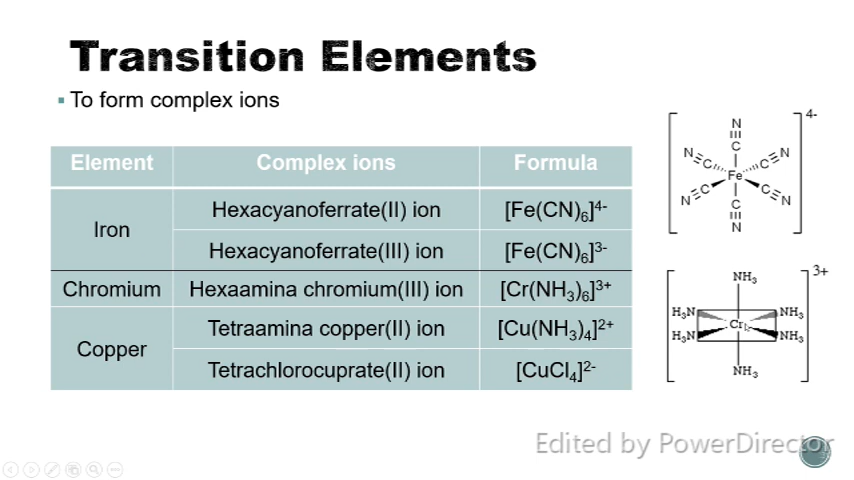 Transition Elements
To form complex ions
Element Complex ions Formula
Iron
Hexacyanoferrate(II) ion [Fe(CN)₆]⁴⁻
Hexacyanoferrate(III) ion [Fe(CN)₆]³⁻
Chromium Hexaamina chromium(III) ion [Cr(NH₃)₆]³⁺
Copper
Tetraamina copper(II) ion [Cu(NH₃)₄]²⁺
Tetrachlorocuprate(II) ion [CuCl₄]²⁻
4-
N
C
N C C N
Fe
N C C N
C
N
3+
NH₃
H₃N NH₃
Cr
H₃N NH₃
NH₃
Edited by PowerDirector